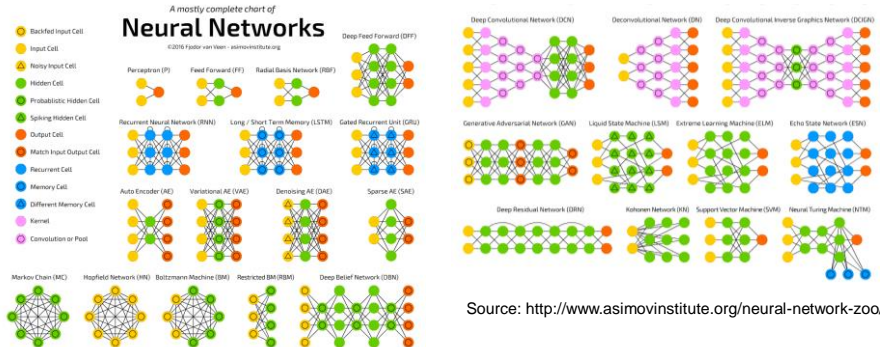 A mostly complete chart of
Neural Networks
©2016 Fjodor van Veen - asimovinstitute.org
Backfed Input Cell
Input Cell
Noisy Input Cell
Hidden Cell
Probablistic Hidden Cell
Spiking Hidden Cell
Output Cell
Match Input Output Cell
Recurrent Cell
Memory Cell
Different Memory Cell
Kernel
Convolution or Pool
Deep Feed Forward (DFF)
Perceptron (P)
Feed Forward (FF)
Radial Basis Network (RBF)
Recurrent Neural Network (RNN)
Long / Short Term Memory (LSTM)
Gated Recurrent Unit (GRU)
Auto Encoder (AE)
Variational AE (VAE)
Denoising AE (DAE)
Sparse AE (SAE)
Markov Chain (MC)
Hopfield Network (HN)
Boltzmann Machine (BM)
Restricted BM (RBM)
Deep Belief Network (DBN)
Deep Convolutional Network (DCN)
Deconvolutional Network (DN)
Deep Convolutional Inverse Graphics Network (DCIGN)
Generative Adversarial Network (GAN)
Liquid State Machine (LSM)
Extreme Learning Machine (ELM)
Echo State Network (ESN)
Deep Residual Network (DRN)
Kohonen Network (KN)
Support Vector Machine (SVM)
Neural Turing Machine (NTM)
Source: http://www.asimovinstitute.org/neural-network-zoo/